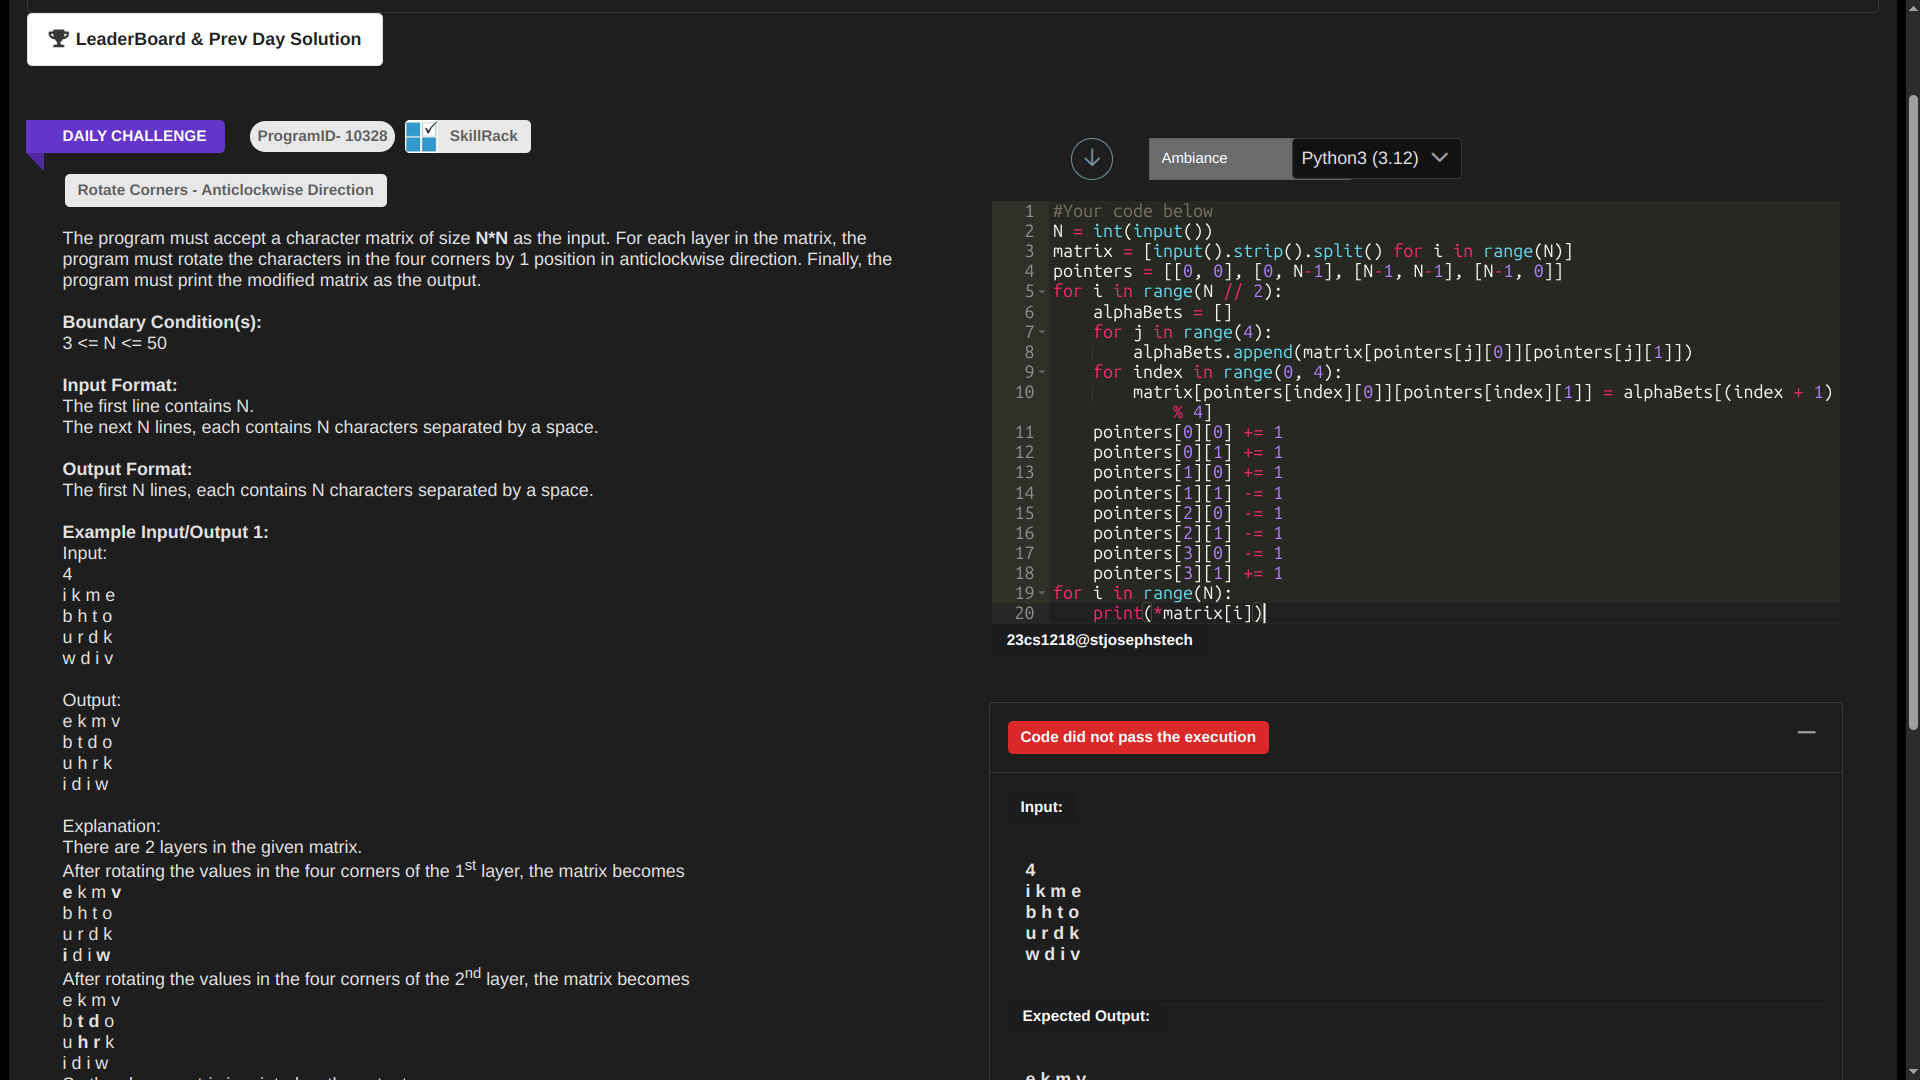 LeaderBoard & Prev Day Solution
DAILY CHALLENGE
ProgramID- 10328
SkillRack
Rotate Corners - Anticlockwise Direction
The program must accept a character matrix of size N*N as the input. For each layer in the matrix, the
program must rotate the characters in the four corners by 1 position in anticlockwise direction. Finally, the
program must print the modified matrix as the output.
Boundary Condition(s):
3 <= N <= 50
Input Format:
The first line contains N.
The next N lines, each contains N characters separated by a space.
Output Format:
The first N lines, each contains N characters separated by a space.
Example Input/Output 1:
Input:
4
i k m e
b h t o
u r d k
w d i v
Output:
e k m v
b t d o
u h r k
i d i w
Explanation:
There are 2 layers in the given matrix.
After rotating the values in the four corners of the 1st layer, the matrix becomes
e k m v
b h t o
u r d k
i d i w
After rotating the values in the four corners of the 2nd layer, the matrix becomes
e k m v
b t d o
u h r k
i d i w
Ambiance
Python3 (3.12)
1 #Your code below
2 N = int(input())
3 matrix = [input().strip().split() for i in range(N)]
4 pointers = [[0, 0], [0, N-1], [N-1, N-1], [N-1, 0]]
5 for i in range(N // 2):
6 alphaBets = []
7 for j in range(4):
8 alphaBets.append(matrix[pointers[j][0]][pointers[j][1]])
9 for index in range(0, 4):
10 matrix[pointers[index][0]][pointers[index][1]] = alphaBets[(index + 1)
% 4]
11 pointers[0][0] += 1
12 pointers[0][1] += 1
13 pointers[1][0] += 1
14 pointers[1][1] -= 1
15 pointers[2][0] -= 1
16 pointers[2][1] -= 1
17 pointers[3][0] -= 1
18 pointers[3][1] += 1
19 for i in range(N):
20 print(*matrix[i])
23cs1218@stjosephstech
Code did not pass the execution
Input:
4
i k m e
b h t o
u r d k
w d i v
Expected Output:
e k m v